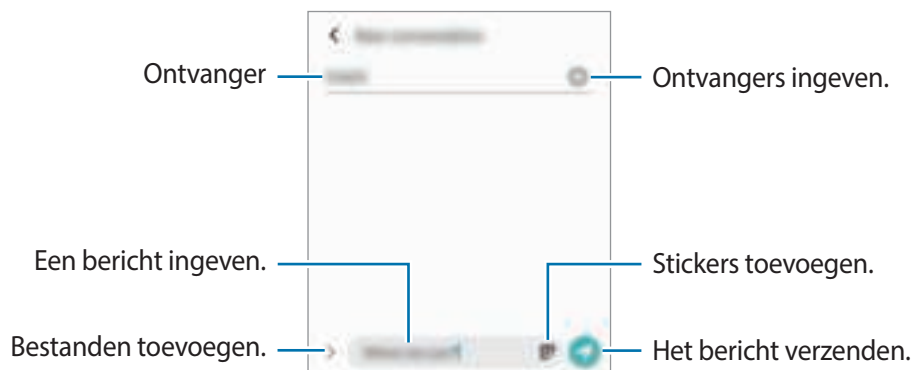 Ontvanger
Ontvangers ingeven.
Een bericht ingeven.
Stickers toevoegen.
Bestanden toevoegen.
Het bericht verzenden.